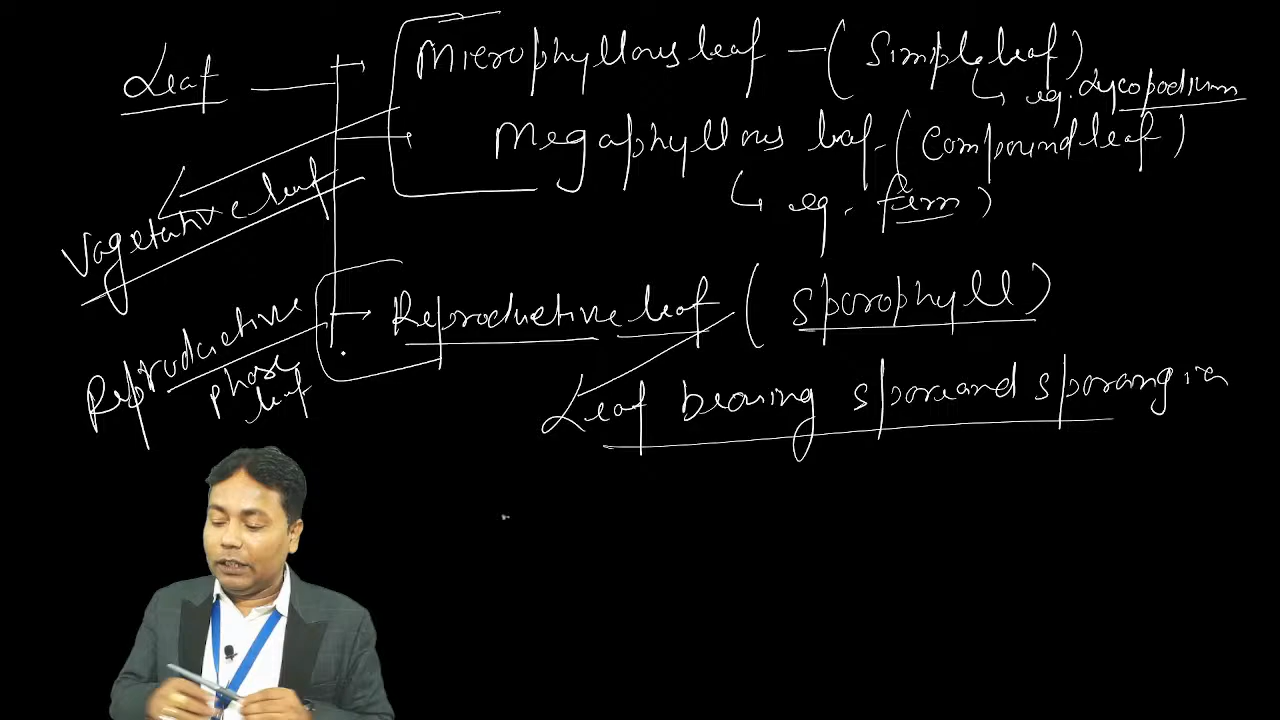 Leaf
Microphyllous leaf – (Simple leaf)
eg. Lycopodium
Megaphyllous leaf - (Compound leaf)
eg. fern)
Vagetative leaf
Reproductive leaf (Sporophyll)
Reproductive
phase
leaf
Leaf bearing spore and sporangia